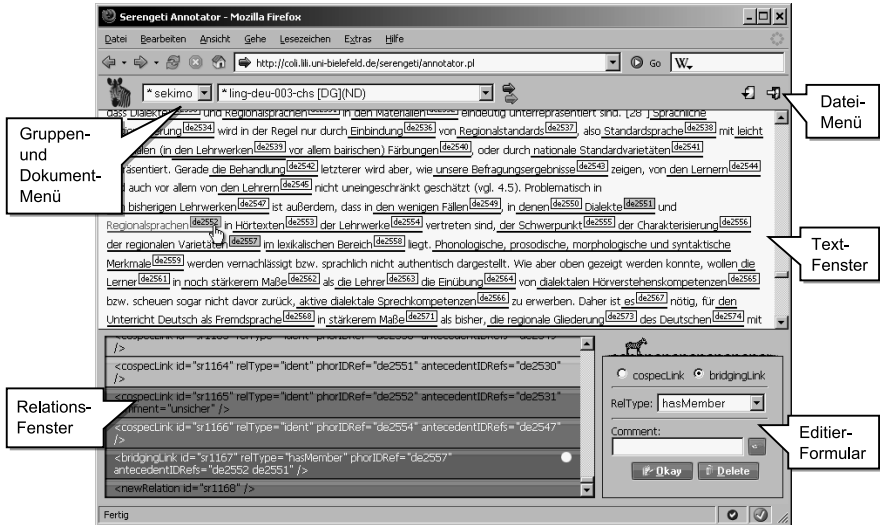 Serengeti Annotator - Mozilla Firefox
Datei Bearbeiten Ansicht Gehe Lesezeichen Extras Hilfe
http://coli.lili.uni-bielefeld.de/serengeti/annotator.pl Go
* sekimo * ling-deu-003-chs [DG](ND)
Datei-
Menü
Gruppen-
und
Dokument-
Menü
dass Dialekte und Regionalsprachen in den Materialien eindeutig unterrepräsentiert sind. [28 ] Sprachliche
de2534 wird in der Regel nur durch Einbindung de2536 von Regionalstandards de2537, also Standardsprache de2538 mit leicht
(in den Lehrwerken de2539 vor allem bairischen) Färbungen de2540, oder durch nationale Standardvarietäten de2541
. Gerade die Behandlung de2542 letzterer wird aber, wie unsere Befragungsergebnisse de2543 zeigen, von den Lernern de2544
auch vor allem von den Lehrern de2545 nicht uneingeschränkt geschätzt (vgl. 4.5). Problematisch in
bisherigen Lehrwerken de2547 ist außerdem, dass in den wenigen Fällen de2549, in denen de2550 Dialekte de2551 und
Regionalsprachen de2552 in Hörtexten de2553 der Lehrwerke de2554 vertreten sind, der Schwerpunkt de2555 der Charakterisierung de2556
der regionalen Varietäten de2557 im lexikalischen Bereich de2558 liegt. Phonologische, prosodische, morphologische und syntaktische
Merkmale de2559 werden vernachlässigt bzw. sprachlich nicht authentisch dargestellt. Wie aber oben gezeigt werden konnte, wollen die
Lerner de2561 in noch stärkerem Maße de2562 als die Lehrer de2563 die Einübung de2564 von dialektalen Hörverstehenskompetenzen de2565
bzw. scheuen sogar nicht davor zurück, aktive dialektale Sprechkompetenzen de2566 zu erwerben. Daher ist es de2567 nötig, für den
Unterricht Deutsch als Fremdsprache de2568 in stärkerem Maße de2571 als bisher, die regionale Gliederung de2573 des Deutschen de2574 mit
Text-
Fenster
/>
<cospecLink id="sr1164" relType="ident" phorIDRef="de2551" antecedentIDRefs="de2530"
/>
<cospecLink id="sr1165" relType="ident" phorIDRef="de2552" antecedentIDRefs="de2531"
comment="unsicher" />
<cospecLink id="sr1166" relType="ident" phorIDRef="de2554" antecedentIDRefs="de2547"
/>
<bridgingLink id="sr1167" relType="hasMember" phorIDRef="de2557"
antecedentIDRefs="de2552 de2551" />
<newRelation id="sr1168" />
Relations-
Fenster
cospecLink bridgingLink
RelType: hasMember
Comment:
Okay Delete
Editier-
Formular
Fertig